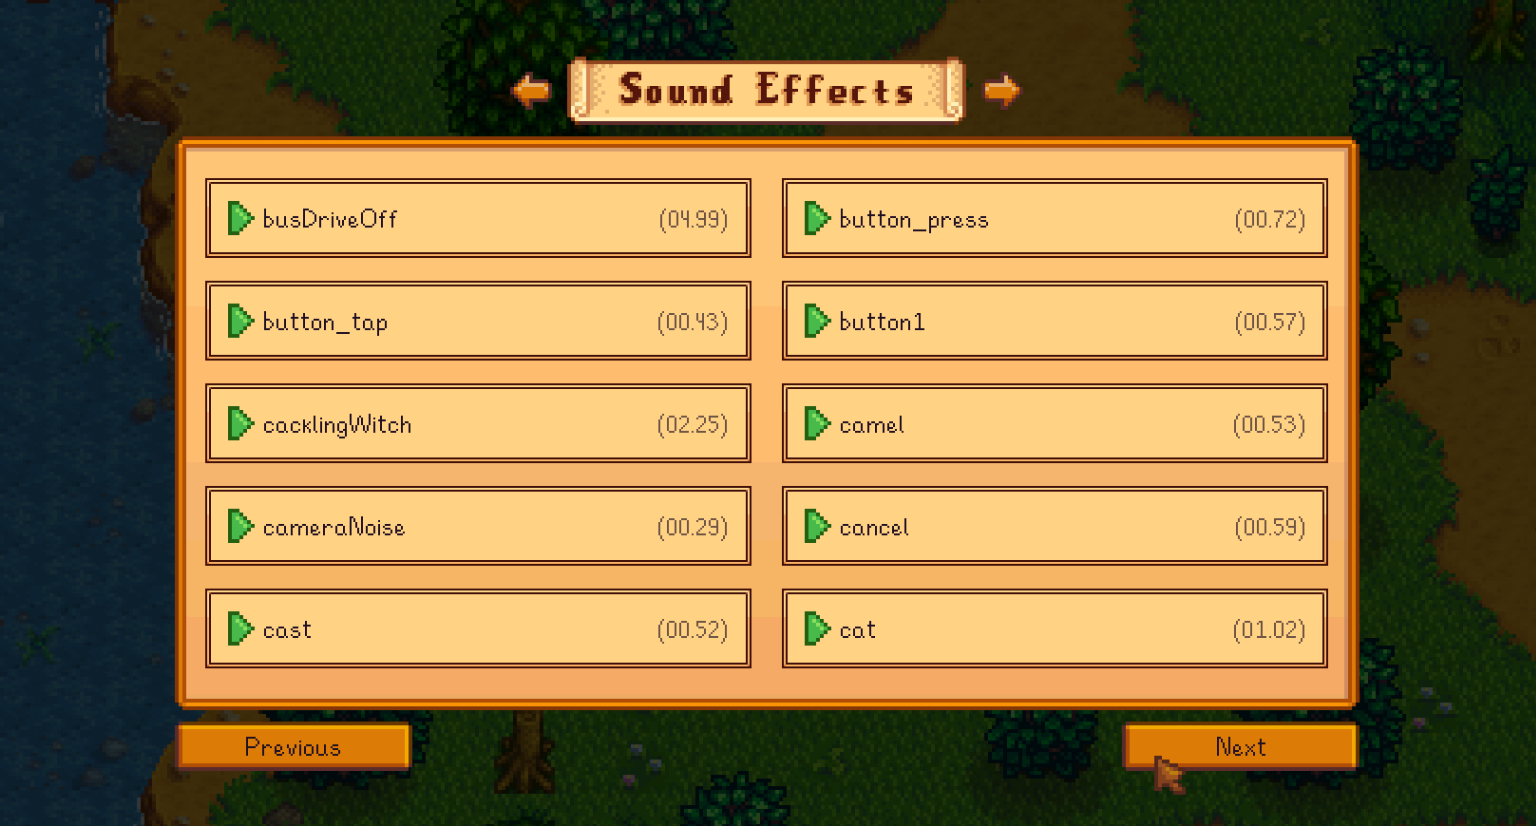 Sound Effects
busDriveOff (04.99)
button_press (00.72)
button_tap (00.43)
button1 (00.57)
cacklingWitch (02.25)
camel (00.53)
cameraNoise (00.29)
cancel (00.59)
cast (00.52)
cat (01.02)
Previous
Next